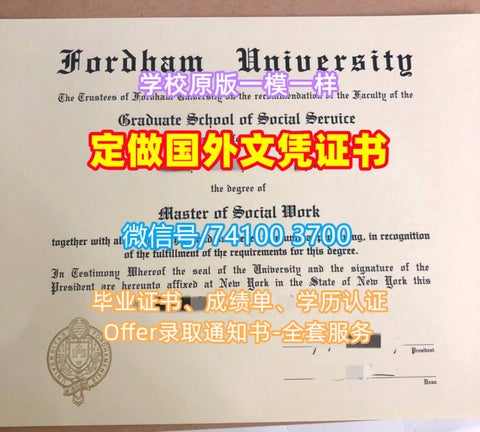 Fordham University
学校原版一模一样
The Trustees of Fordham University on the recommendation of the Faculty of the
Graduate School of Social Service
定做国外文凭证书
the degree of
Master of Social Work
微信号/74100 3700
together with all, in recognition
of the fulfillment of the requirements for this degree.
In Testimony Whereof the seal of the University and the signature of the
President are hereunto affixed at New York in the State of New York this
毕业证书、成绩单、学历认证
Offer录取通知书-全套服务
President
Dean